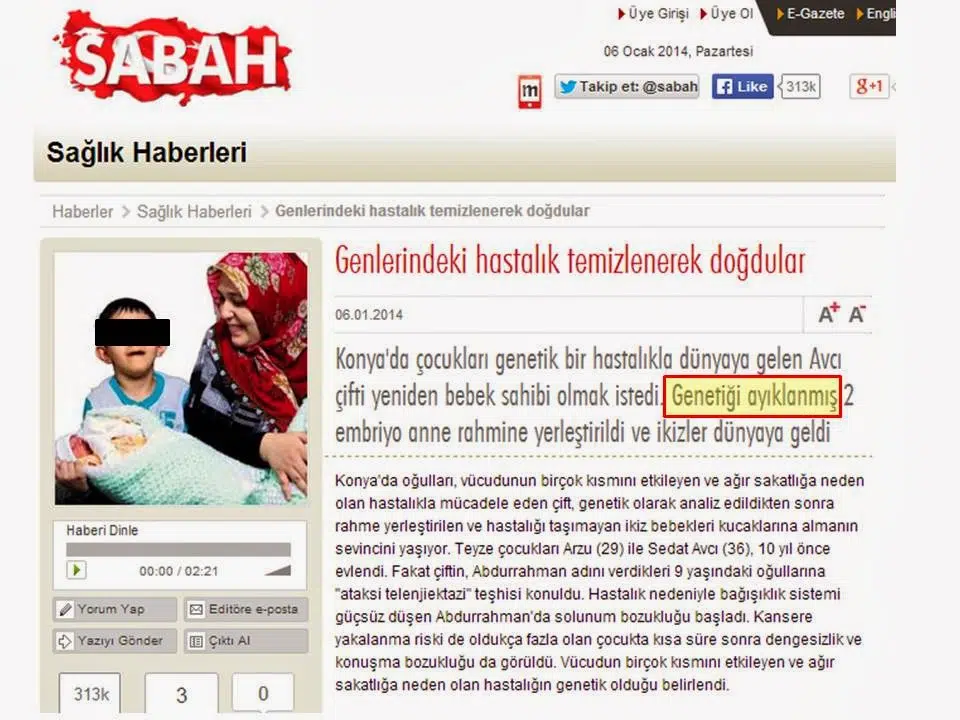 Üye Girişi Üye Ol E-Gazete
SABAH
06 Ocak 2014, Pazartesi
m Takip et: @sabah Like 313k g+1
Sağlık Haberleri
Haberler Sağlık Haberleri Genlerindeki hastalık temizlenerek doğdular
Genlerindeki hastalık temizlenerek doğdular
06.01.2014 A+ A-
Konya'da çocukları genetik bir hastalıkla dünyaya gelen Avcı
çifti yeniden bebek sahibi olmak istedi. Genetiği ayıklanmış 2
embriyo anne rahmine yerleştirildi ve ikizler dünyaya geldi
Konya'da oğulları, vücudunun birçok kısmını etkileyen ve ağır sakatlığa neden
olan hastalıkla mücadele eden çift, genetik olarak analiz edildikten sonra
rahme yerleştirilen ve hastalığı taşımayan ikiz bebekleri kucaklarına almanın
sevincini yaşıyor. Teyze çocukları Arzu (29) ile Sedat Avcı (36), 10 yıl önce
evlendi. Fakat çiftin, Abdurrahman adını verdikleri 9 yaşındaki oğullarına
"ataksi telenjiektazi" teşhisi konuldu. Hastalık nedeniyle bağışıklık sistemi
güçsüz düşen Abdurrahman'da solunum bozukluğu başladı. Kansere
yakalanma riski de oldukça fazla olan çocukta kısa süre sonra dengesizlik ve
konuşma bozukluğu da görüldü. Vücudun birçok kısmını etkileyen ve ağır
sakatlığa neden olan hastalığın genetik olduğu belirlendi.
Haberi Dinle
00:00 / 02:21
Yorum Yap Editöre e-posta
Yazıyı Gönder Çıktı Al
313k 3 0